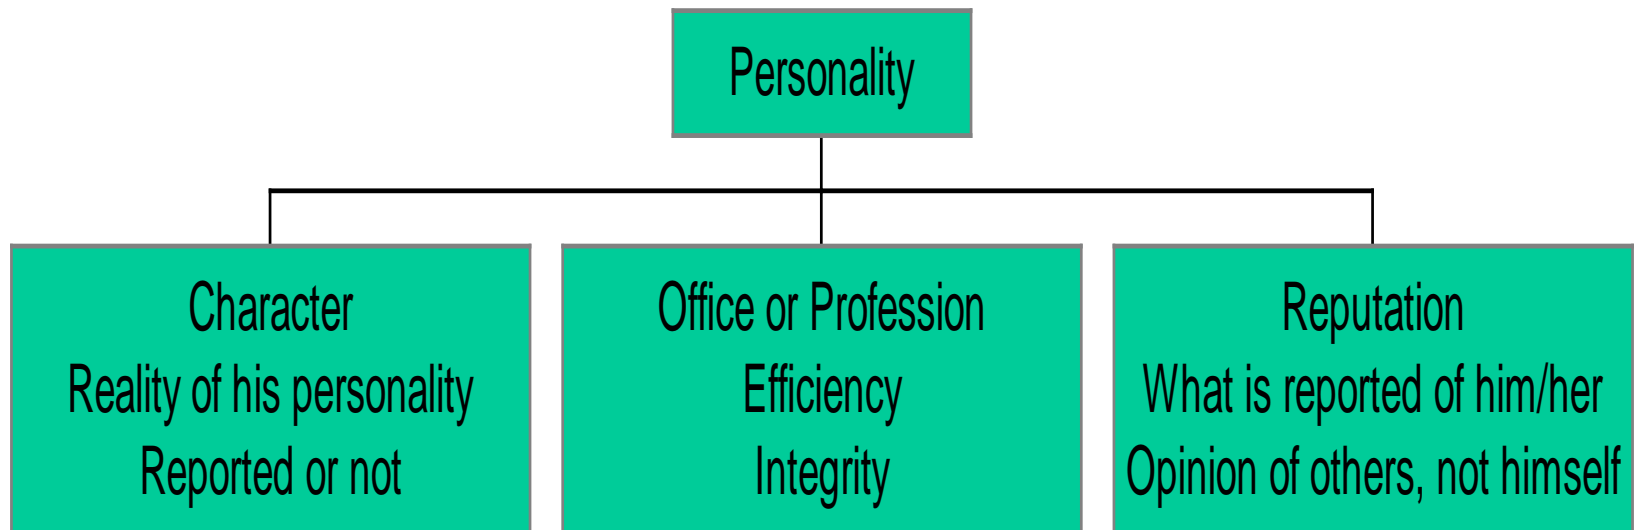 Personality
Character
Reality of his personality
Reported or not
Office or Profession
Efficiency
Integrity
Reputation
What is reported of him/her
Opinion of others, not himself